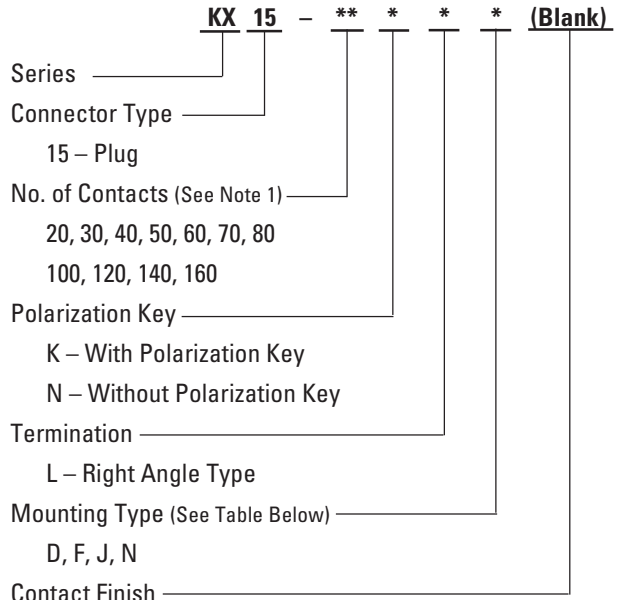 KX 15 – ** * * * (Blank)
Series
Connector Type
15 – Plug
No. of Contacts (See Note 1)
20, 30, 40, 50, 60, 70, 80
100, 120, 140, 160
Polarization Key
K – With Polarization Key
N – Without Polarization Key
Termination
L – Right Angle Type
Mounting Type (See Table Below)
D, F, J, N
Contact Finish